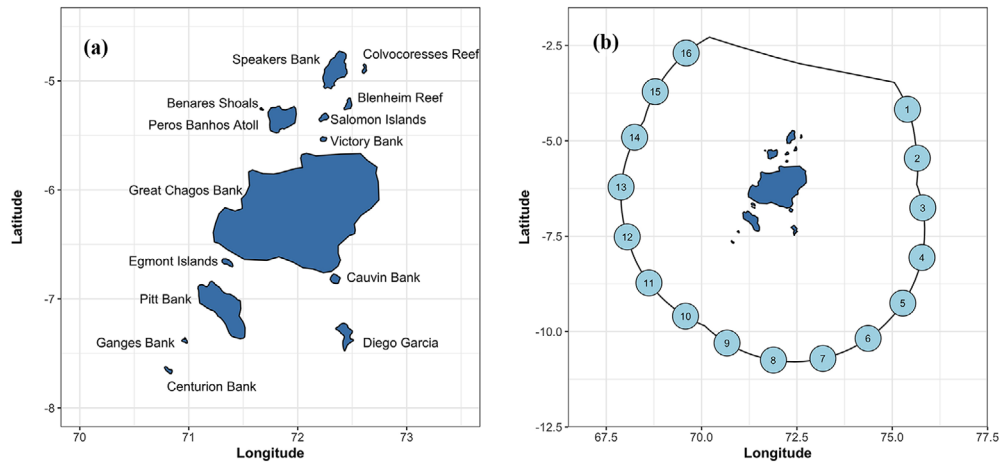 (a)
Speakers Bank
Colvocoresses Reef
Blenheim Reef
Benares Shoals
Salomon Islands
Peros Banhos Atoll
Victory Bank
Great Chagos Bank
Egmont Islands
Cauvin Bank
Pitt Bank
Ganges Bank
Diego Garcia
Centurion Bank
-5
-6
-7
-8
Latitude
70
71
72
73
Longitude
(b)
16
15
14
13
12
11
10
9
8
7
6
5
4
3
2
1
-2.5
-5.0
-7.5
-10.0
-12.5
Latitude
67.5
70.0
72.5
75.0
77.5
Longitude